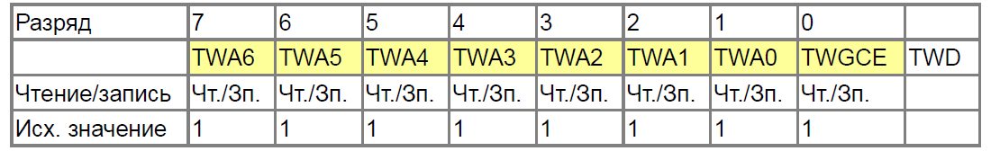 Разряд 7 6 5 4 3 2 1 0
TWA6 TWA5 TWA4 TWA3 TWA2 TWA1 TWA0 TWGCE TWD
Чтение/запись Чт./Зп. Чт./Зп. Чт./Зп. Чт./Зп. Чт./Зп. Чт./Зп. Чт./Зп. Чт./Зп.
Исх. значение 1 1 1 1 1 1 1 1